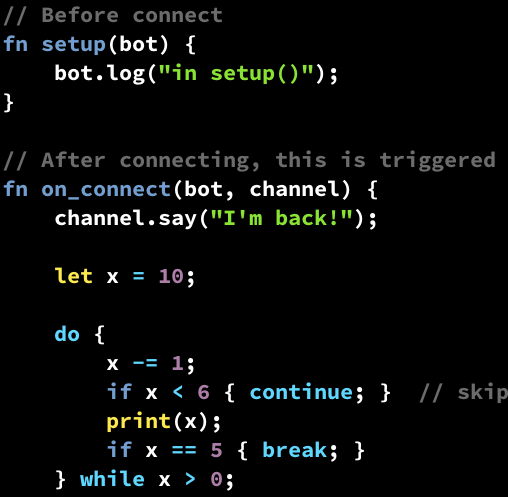 // Before connect
fn setup(bot) {
    bot.log("in setup()");
}

// After connecting, this is triggered
fn on_connect(bot, channel) {
    channel.say("I'm back!");

    let x = 10;

    do {
        x -= 1;
        if x < 6 { continue; }  // skip
        print(x);
        if x == 5 { break; }
    } while x > 0;